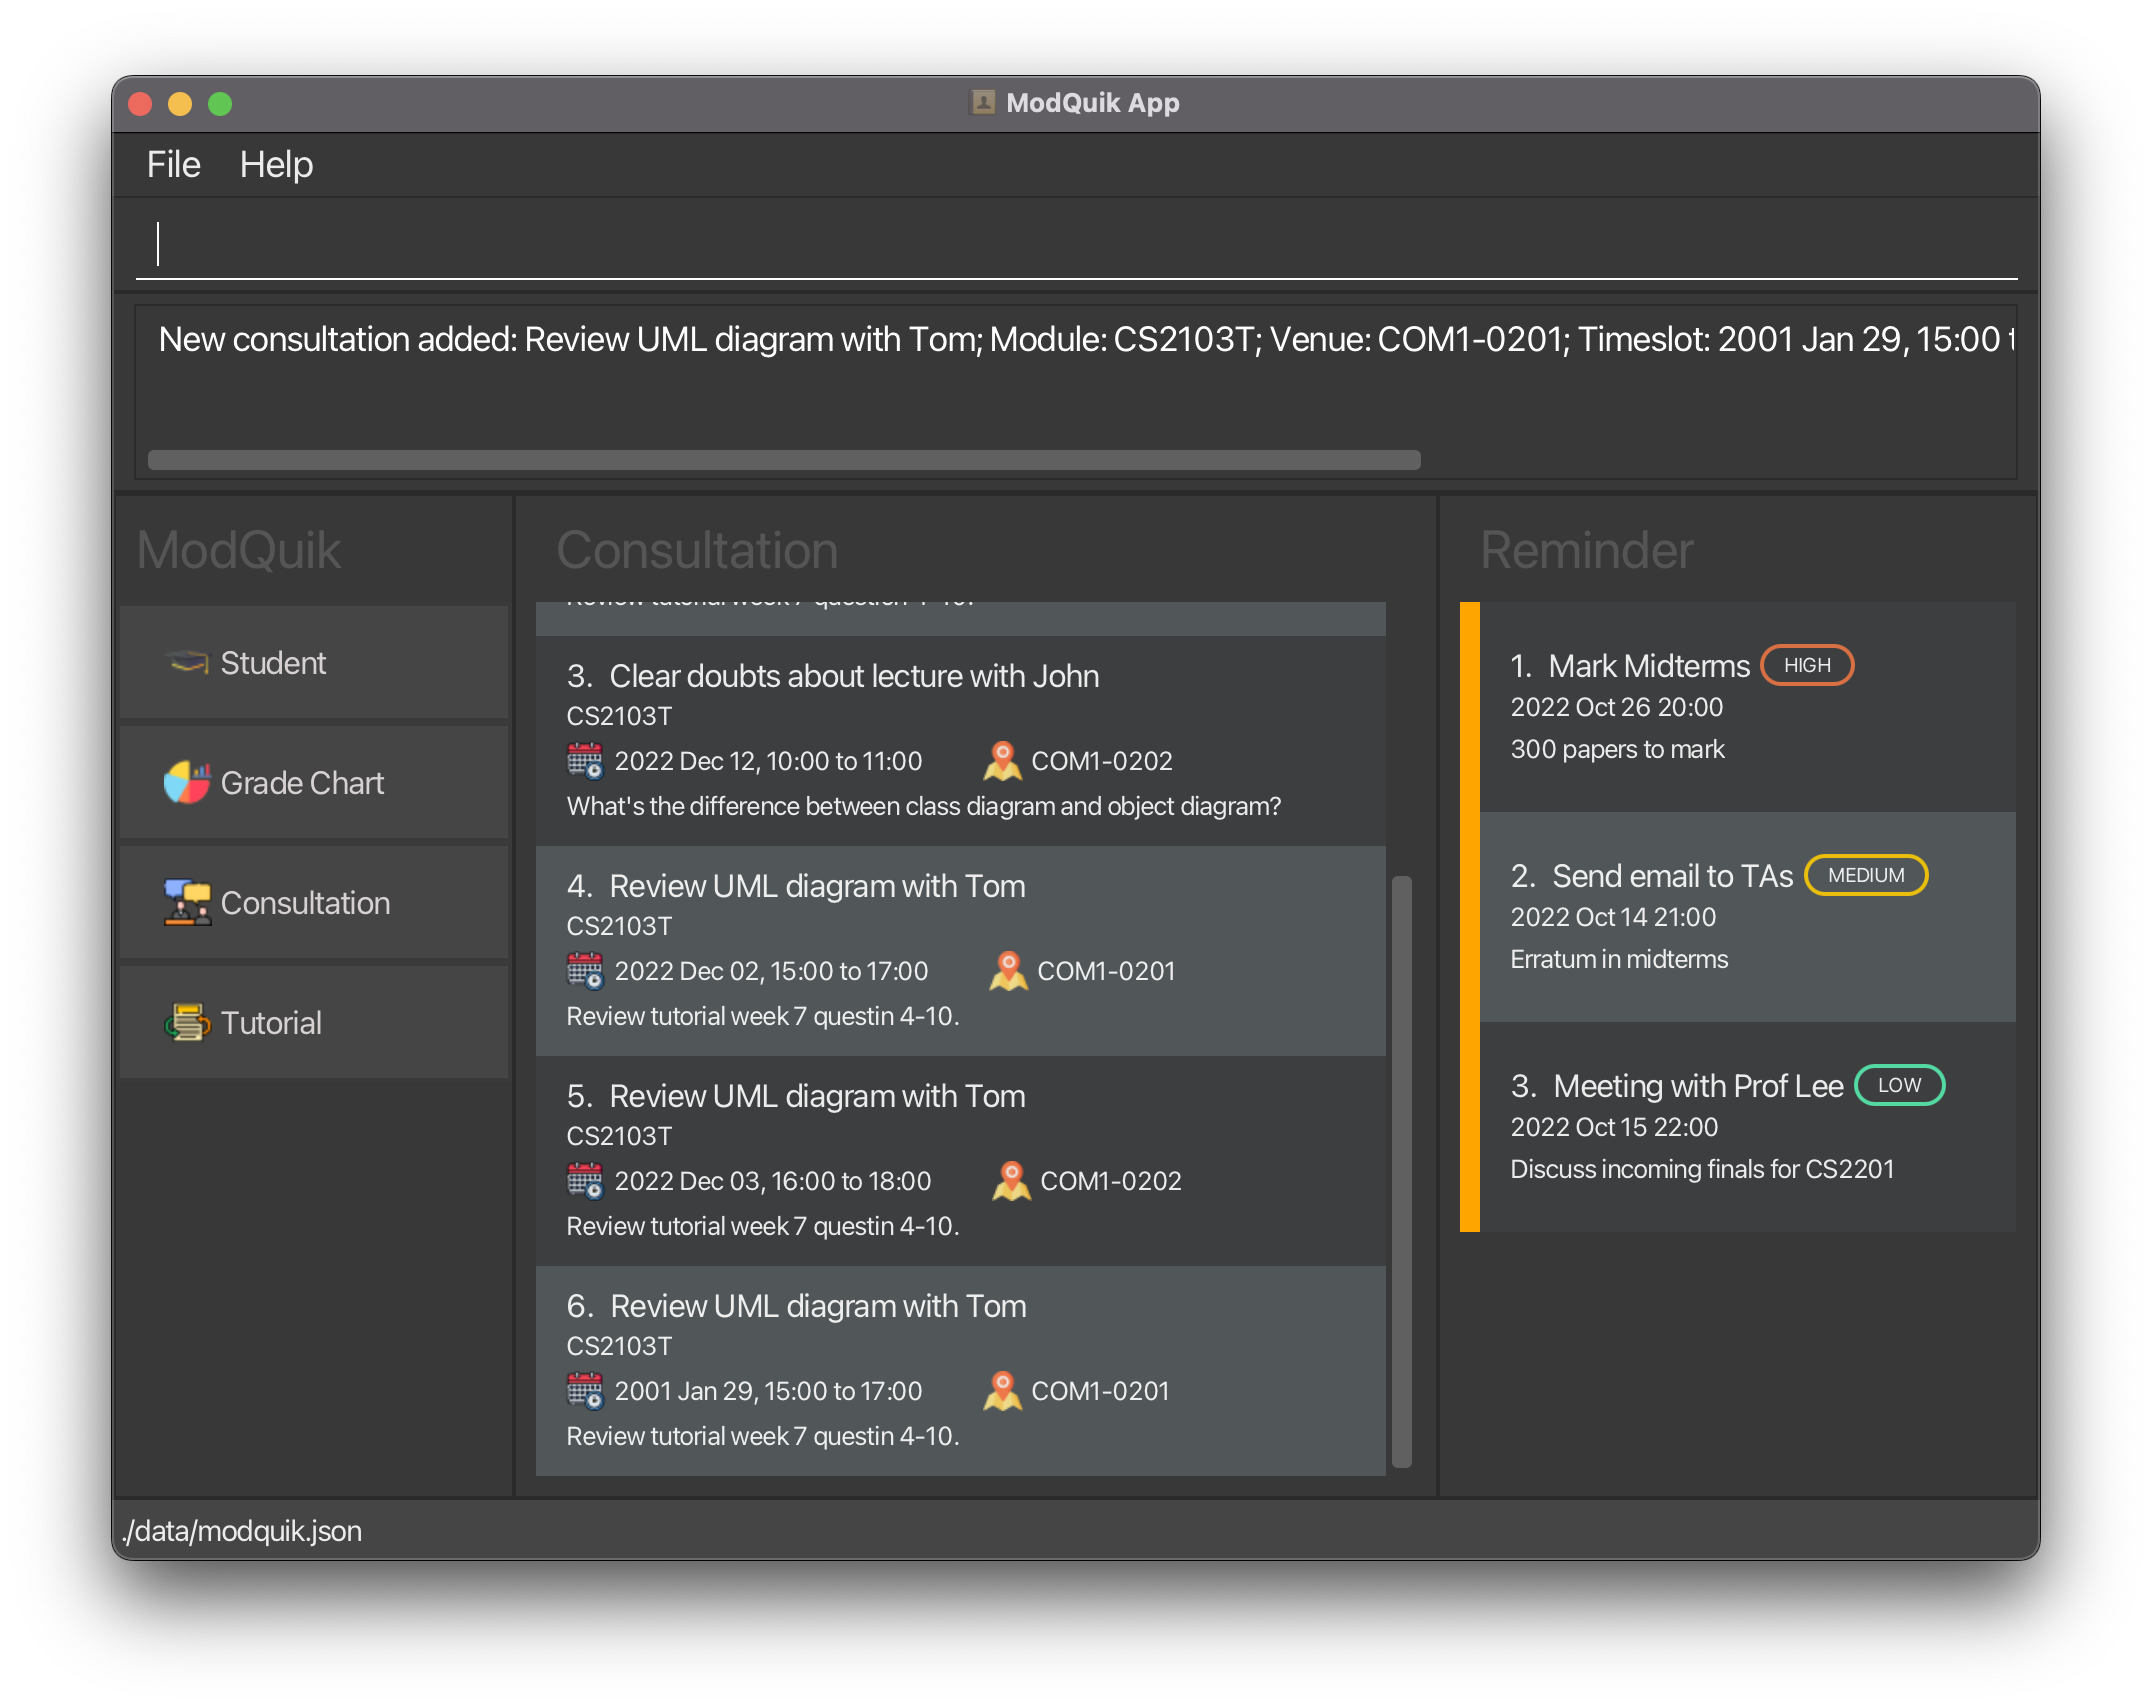 ModQuik App
File Help
New consultation added: Review UML diagram with Tom; Module: CS2103T; Venue: COM1-0201; Timeslot: 2001 Jan 29, 15:00
ModQuik
Student
Grade Chart
Consultation
Tutorial
Consultation
Review tutorial week 7 questin 4-10.
3. Clear doubts about lecture with John
CS2103T
2022 Dec 12, 10:00 to 11:00 COM1-0202
What's the difference between class diagram and object diagram?
4. Review UML diagram with Tom
CS2103T
2022 Dec 02, 15:00 to 17:00 COM1-0201
Review tutorial week 7 questin 4-10.
5. Review UML diagram with Tom
CS2103T
2022 Dec 03, 16:00 to 18:00 COM1-0202
Review tutorial week 7 questin 4-10.
6. Review UML diagram with Tom
CS2103T
2001 Jan 29, 15:00 to 17:00 COM1-0201
Review tutorial week 7 questin 4-10.
Reminder
1. Mark Midterms HIGH
2022 Oct 26 20:00
300 papers to mark
2. Send email to TAs MEDIUM
2022 Oct 14 21:00
Erratum in midterms
3. Meeting with Prof Lee LOW
2022 Oct 15 22:00
Discuss incoming finals for CS2201
./data/modquik.json